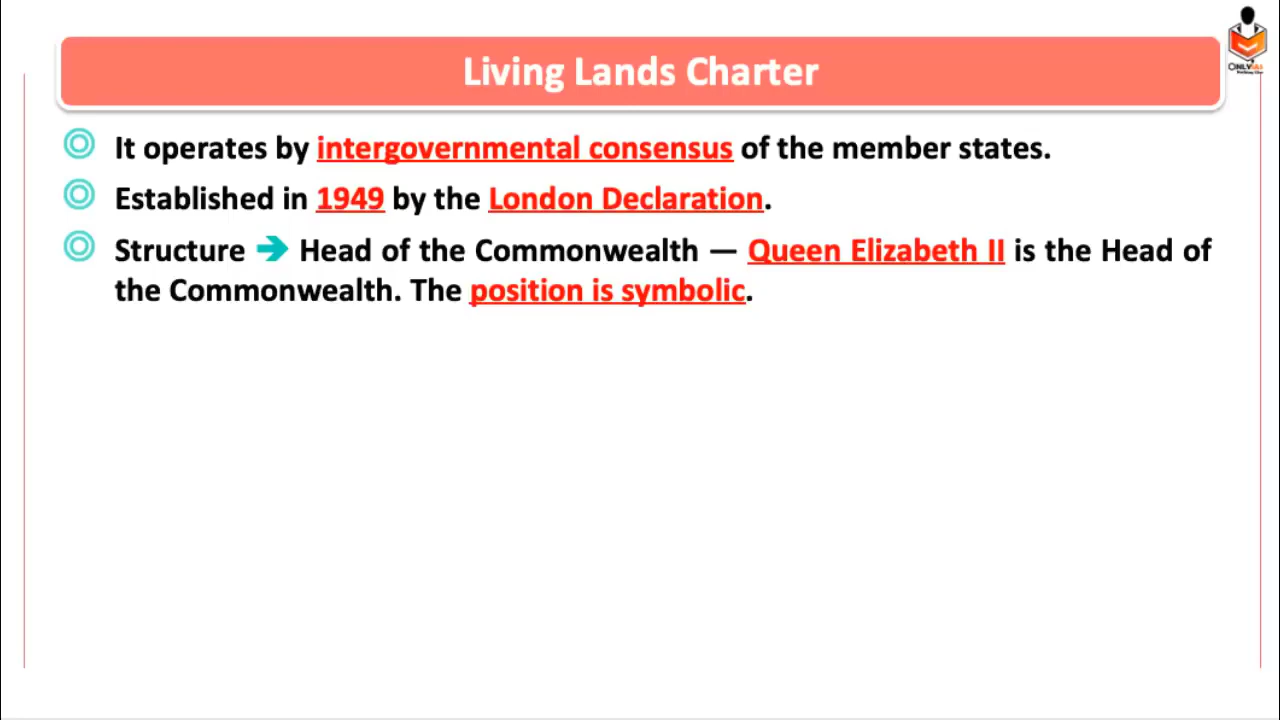 Living Lands Charter
It operates by intergovernmental consensus of the member states.
Established in 1949 by the London Declaration.
Structure ➔ Head of the Commonwealth — Queen Elizabeth II is the Head of
the Commonwealth. The position is symbolic.